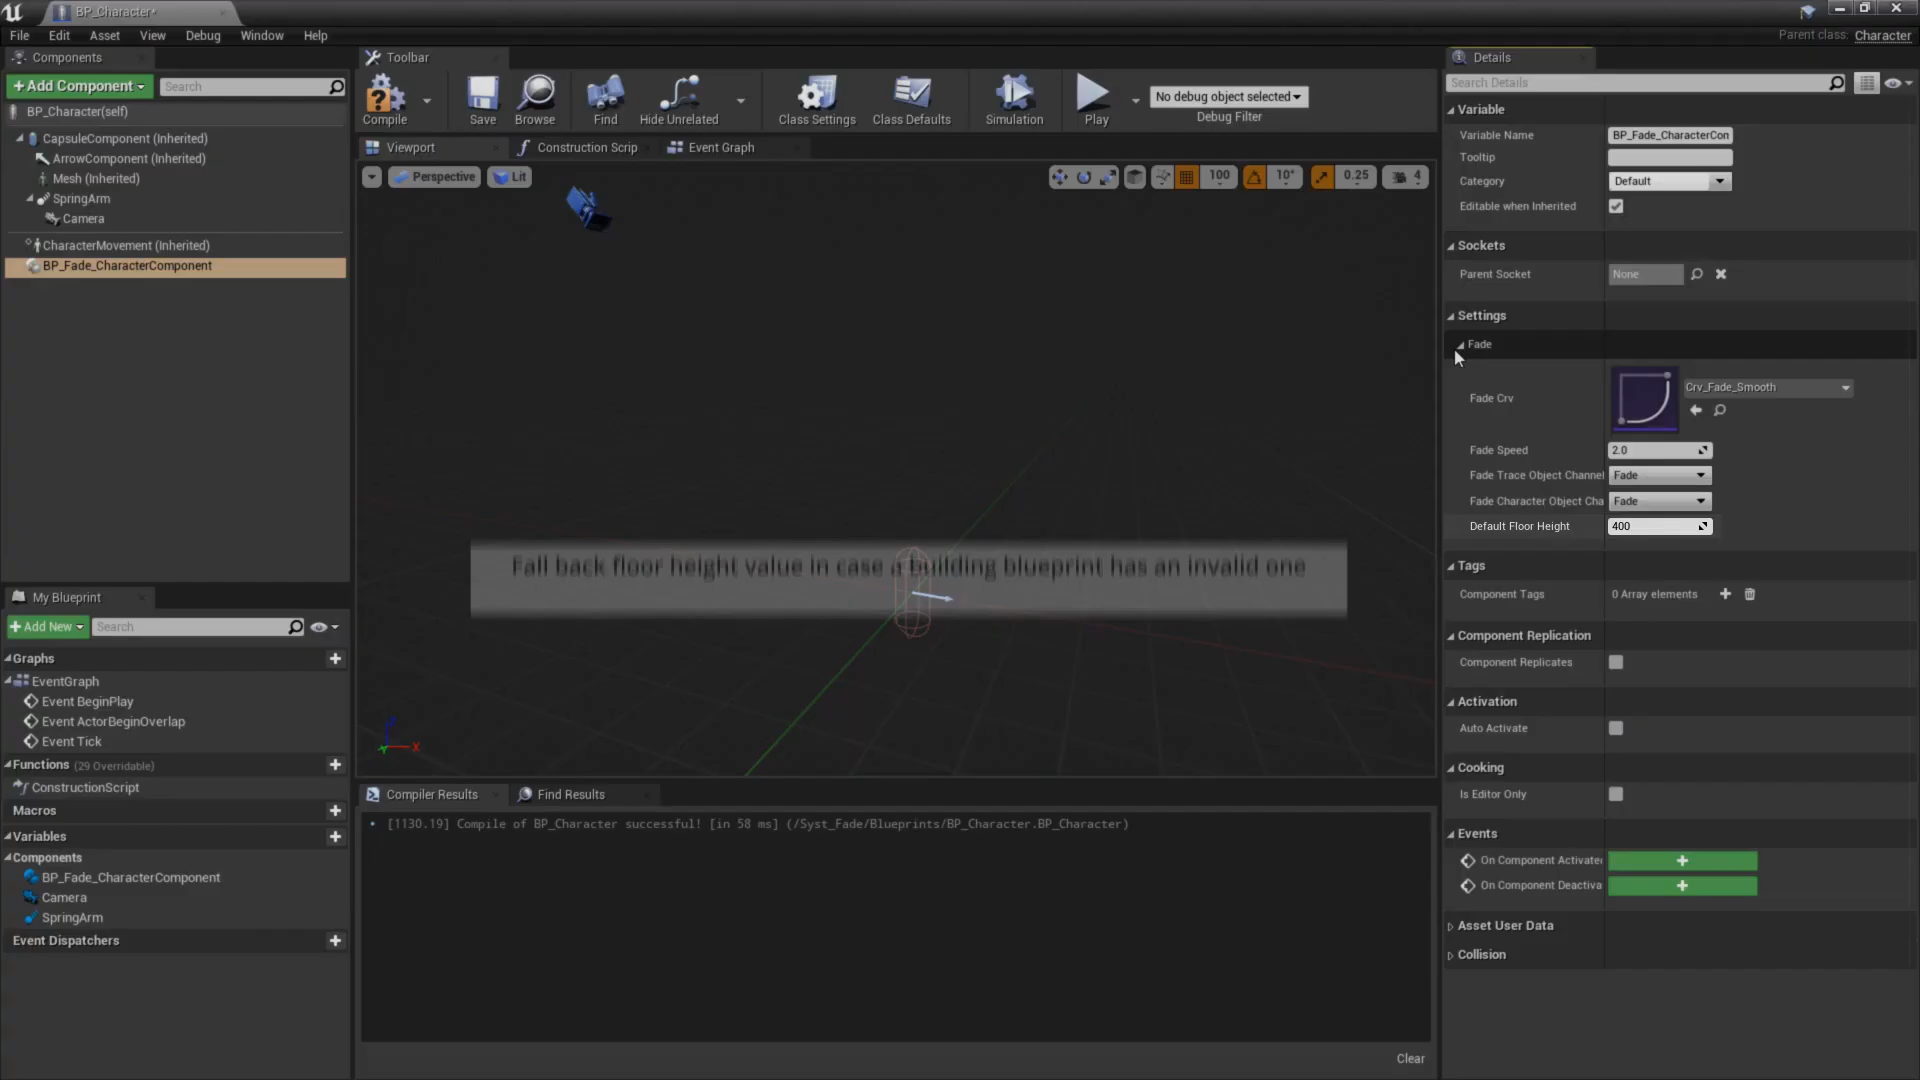 BP_Character*
File Edit Asset View Debug Window Help
Parent class: Character
Components
+Add Component
Search
BP_Character(self)
CapsuleComponent (Inherited)
ArrowComponent (Inherited)
Mesh (Inherited)
SpringArm
Camera
CharacterMovement (Inherited)
BP_Fade_CharacterComponent
My Blueprint
+Add New
Search
Graphs
EventGraph
Event BeginPlay
Event ActorBeginOverlap
Event Tick
Functions (29 Overridable)
ConstructionScript
Macros
Variables
Components
BP_Fade_CharacterComponent
Camera
SpringArm
Event Dispatchers
Toolbar
Compile
Save
Browse
Find
Hide Unrelated
Class Settings
Class Defaults
Simulation
Play
No debug object selected
Debug Filter
Viewport
Construction Scrip
Event Graph
Perspective
Lit
100
10°
0.25
4
Fall back floor height value in case a building blueprint has an invalid one
Z
Y
X
Compiler Results
Find Results
[1130.19] Compile of BP_Character successful! [in 58 ms] (/Syst_Fade/Blueprints/BP_Character.BP_Character)
Clear
Details
Search Details
Variable
Variable Name BP_Fade_CharacterCon
Tooltip
Category Default
Editable when Inherited
Sockets
Parent Socket None
Settings
Fade
Fade Crv Crv_Fade_Smooth
Fade Speed 2.0
Fade Trace Object Channel Fade
Fade Character Object Cha Fade
Default Floor Height 400
Tags
Component Tags 0 Array elements
Component Replication
Component Replicates
Activation
Auto Activate
Cooking
Is Editor Only
Events
On Component Activated
On Component Deactiva
Asset User Data
Collision